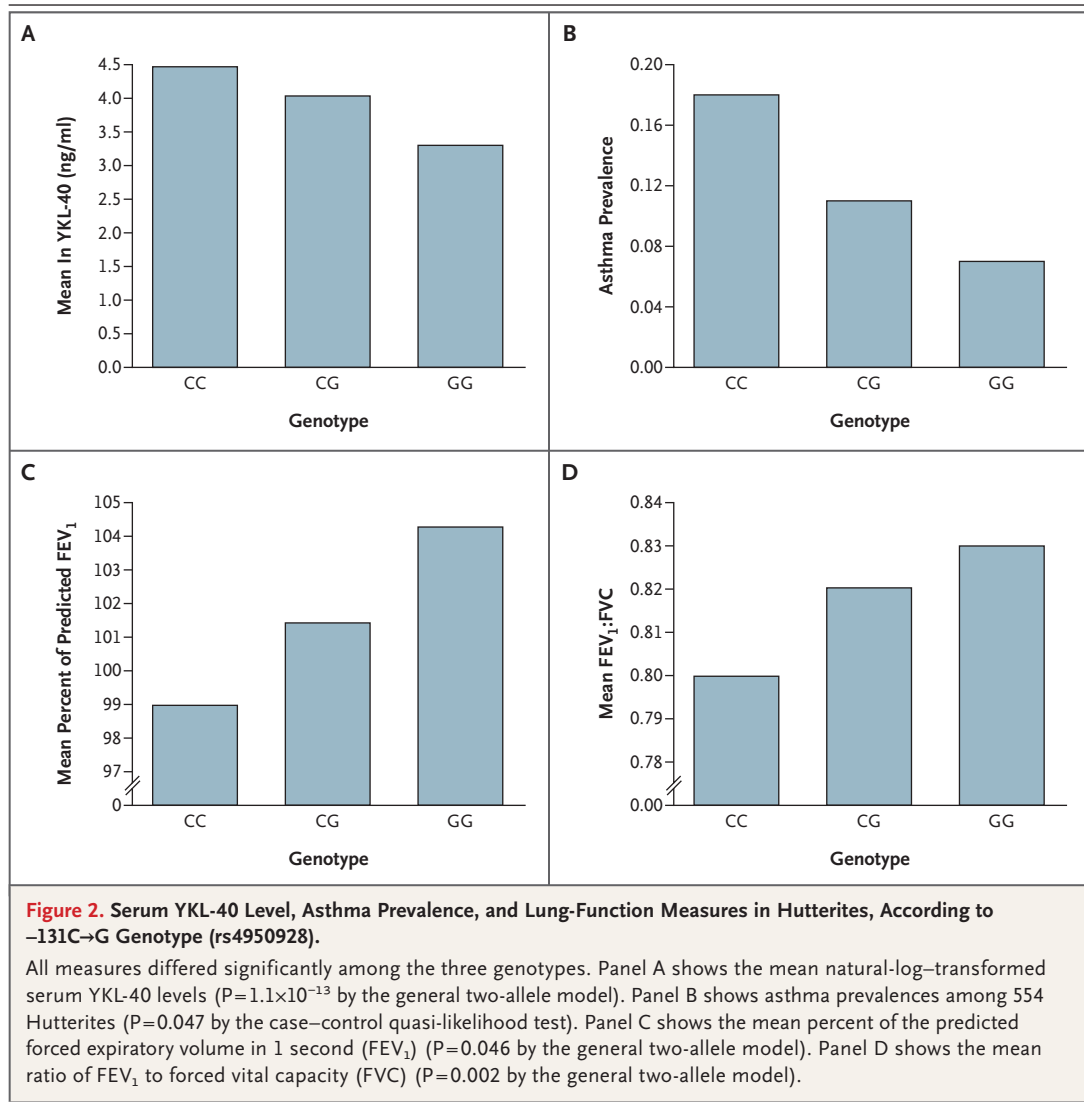 A
Mean ln YKL-40 (ng/ml)
4.5
4.0
3.5
3.0
2.5
2.0
1.5
1.0
0.5
0.0
CC CG GG
Genotype
B
Asthma Prevalence
0.20
0.16
0.12
0.08
0.04
0.00
CC CG GG
Genotype
C
Mean Percent of Predicted FEV₁
105
104
103
102
101
100
99
98
97
0
CC CG GG
Genotype
D
Mean FEV₁:FVC
0.84
0.83
0.82
0.81
0.80
0.79
0.78
0.00
CC CG GG
Genotype
Figure 2. Serum YKL-40 Level, Asthma Prevalence, and Lung-Function Measures in Hutterites, According to
−131C→G Genotype (rs4950928).
All measures differed significantly among the three genotypes. Panel A shows the mean natural-log–transformed
serum YKL-40 levels (P=1.1×10⁻¹³ by the general two-allele model). Panel B shows asthma prevalences among 554
Hutterites (P=0.047 by the case–control quasi-likelihood test). Panel C shows the mean percent of the predicted
forced expiratory volume in 1 second (FEV₁) (P=0.046 by the general two-allele model). Panel D shows the mean
ratio of FEV₁ to forced vital capacity (FVC) (P=0.002 by the general two-allele model).